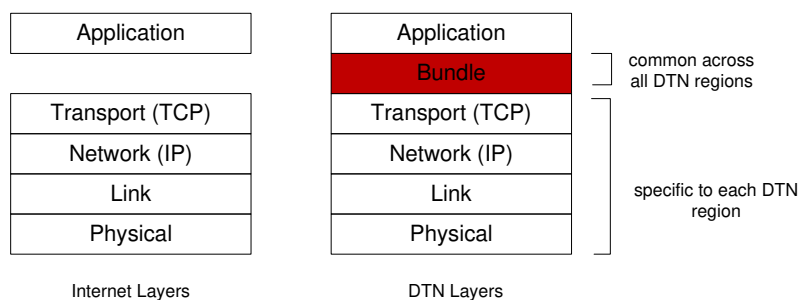 Application
Transport (TCP)
Network (IP)
Link
Physical
Internet Layers
Application
Bundle
Transport (TCP)
Network (IP)
Link
Physical
DTN Layers
common across
all DTN regions
specific to each DTN
region